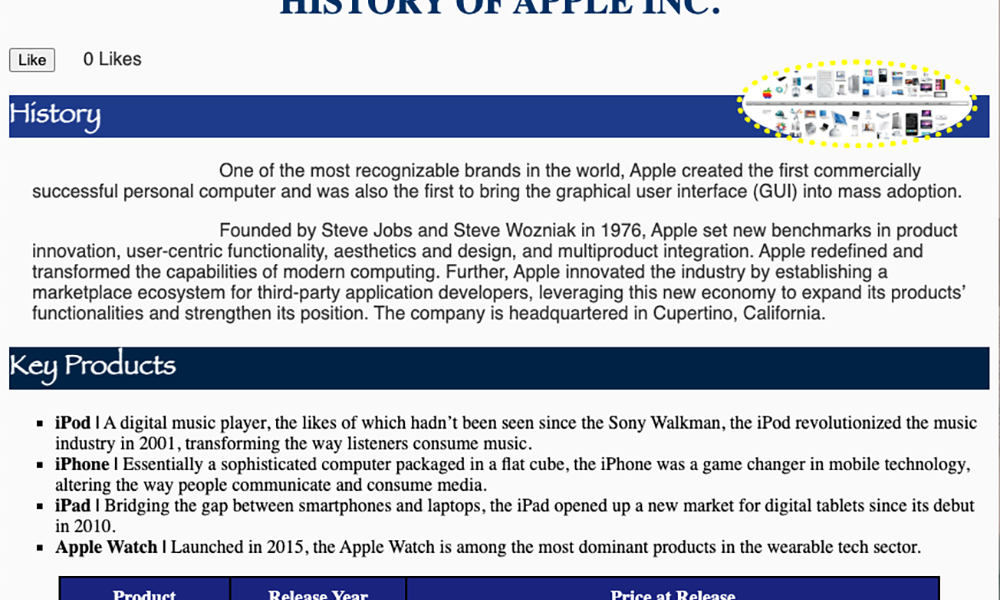 HISTORY OF APPLE INC.
Like 0 Likes
History
One of the most recognizable brands in the world, Apple created the first commercially
successful personal computer and was also the first to bring the graphical user interface (GUI) into mass adoption.
Founded by Steve Jobs and Steve Wozniak in 1976, Apple set new benchmarks in product
innovation, user-centric functionality, aesthetics and design, and multiproduct integration. Apple redefined and
transformed the capabilities of modern computing. Further, Apple innovated the industry by establishing a
marketplace ecosystem for third-party application developers, leveraging this new economy to expand its products’
functionalities and strengthen its position. The company is headquartered in Cupertino, California.
Key Products
▪ iPod | A digital music player, the likes of which hadn’t been seen since the Sony Walkman, the iPod revolutionized the music
industry in 2001, transforming the way listeners consume music.
▪ iPhone | Essentially a sophisticated computer packaged in a flat cube, the iPhone was a game changer in mobile technology,
altering the way people communicate and consume media.
▪ iPad | Bridging the gap between smartphones and laptops, the iPad opened up a new market for digital tablets since its debut
in 2010.
▪ Apple Watch | Launched in 2015, the Apple Watch is among the most dominant products in the wearable tech sector.
Product Release Year Price at Release